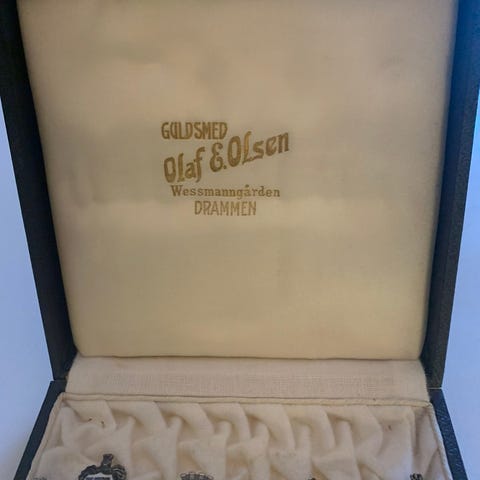 GULDSMED
Olaf E. Olsen
Wessmanngården
DRAMMEN